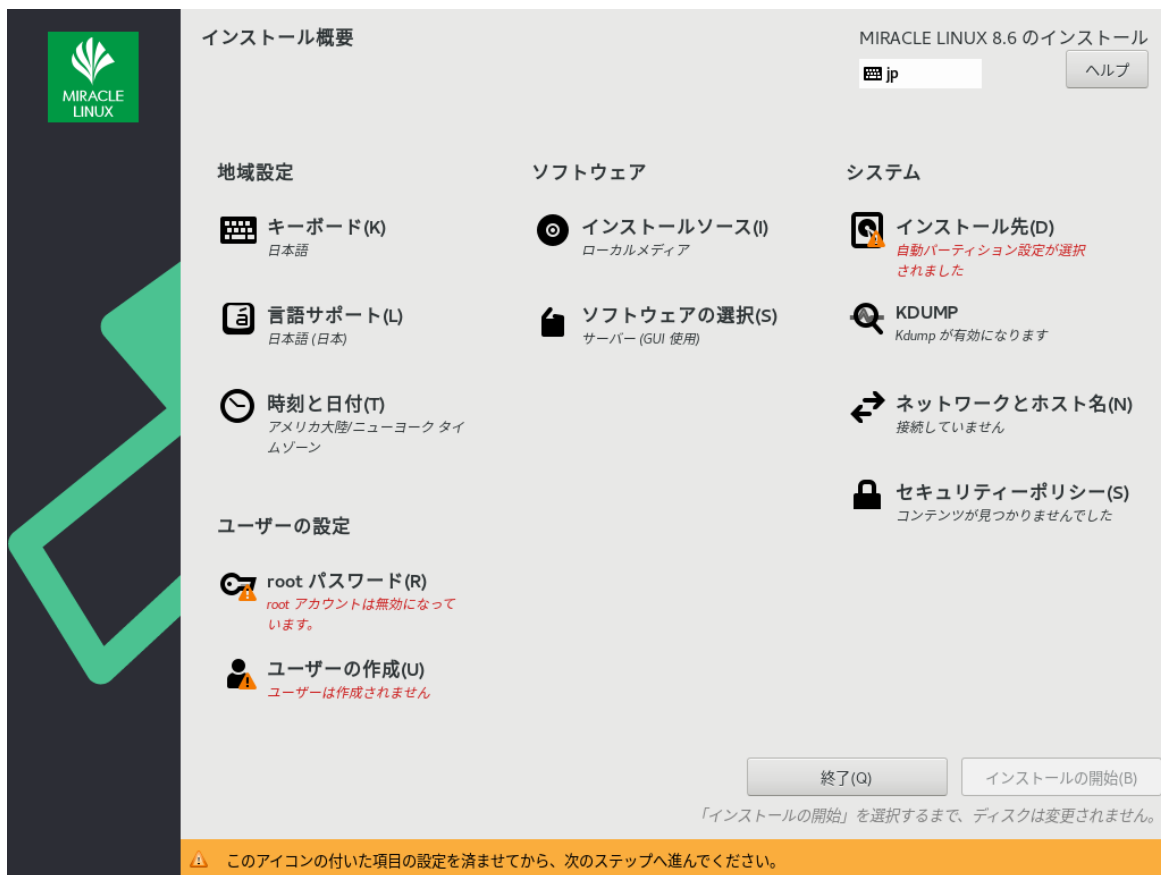 MIRACLE
LINUX
インストール概要
MIRACLE LINUX 8.6 のインストール
jp
ヘルプ
地域設定
キーボード(K)
日本語
言語サポート(L)
日本語 (日本)
時刻と日付(T)
アメリカ大陸/ニューヨーク タイ
ムゾーン
ソフトウェア
インストールソース(I)
ローカルメディア
ソフトウェアの選択(S)
サーバー (GUI 使用)
システム
インストール先(D)
自動パーティション設定が選択
されました
KDUMP
Kdump が有効になります
ネットワークとホスト名(N)
接続していません
セキュリティーポリシー(S)
コンテンツが見つかりませんでした
ユーザーの設定
root パスワード(R)
root アカウントは無効になって
います。
ユーザーの作成(U)
ユーザーは作成されません
終了(Q)
インストールの開始(B)
「インストールの開始」を選択するまで、ディスクは変更されません。
このアイコンの付いた項目の設定を済ませてから、次のステップへ進んでください。